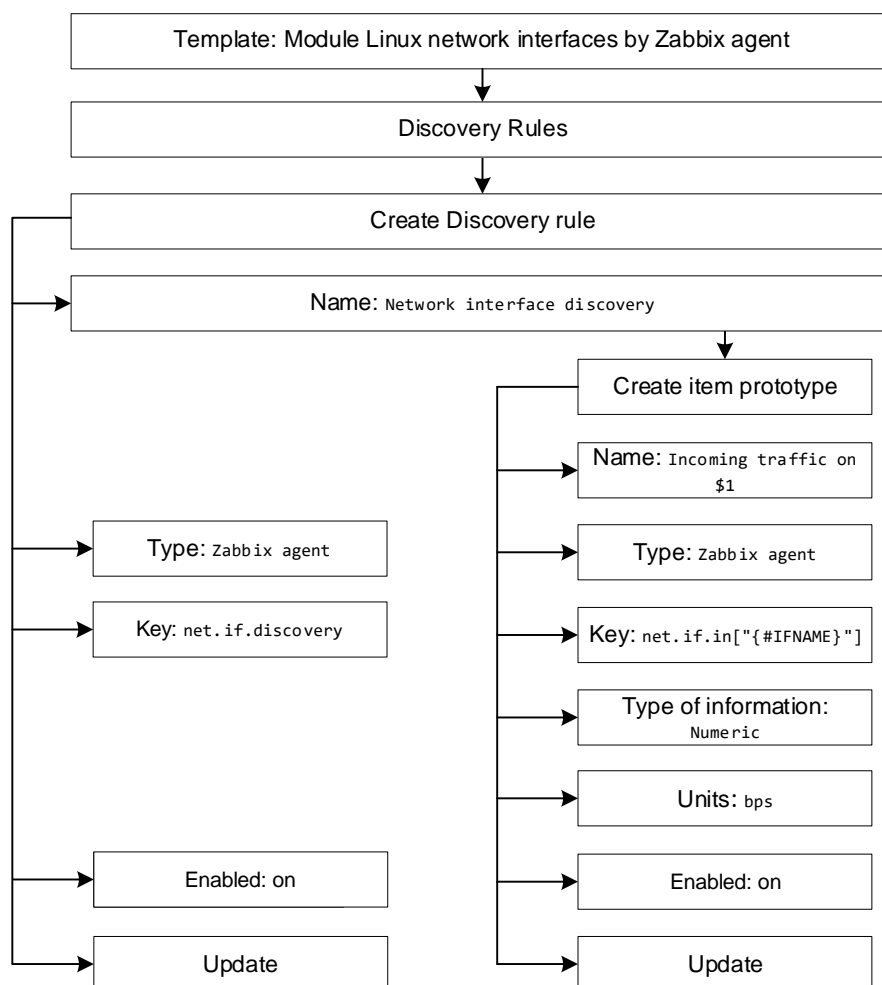 Template: Module Linux network interfaces by Zabbix agent
Discovery Rules
Create Discovery rule
Name: Network interface discovery
Create item prototype
Name: Incoming traffic on
$1
Type: Zabbix agent
Type: Zabbix agent
Key: net.if.discovery
Key: net.if.in["{#IFNAME}"]
Type of information:
Numeric
Units: bps
Enabled: on
Enabled: on
Update
Update